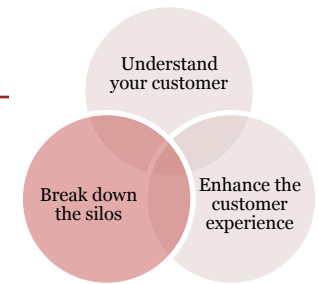 Understand
your customer
Break down
the silos
Enhance the
customer
experience